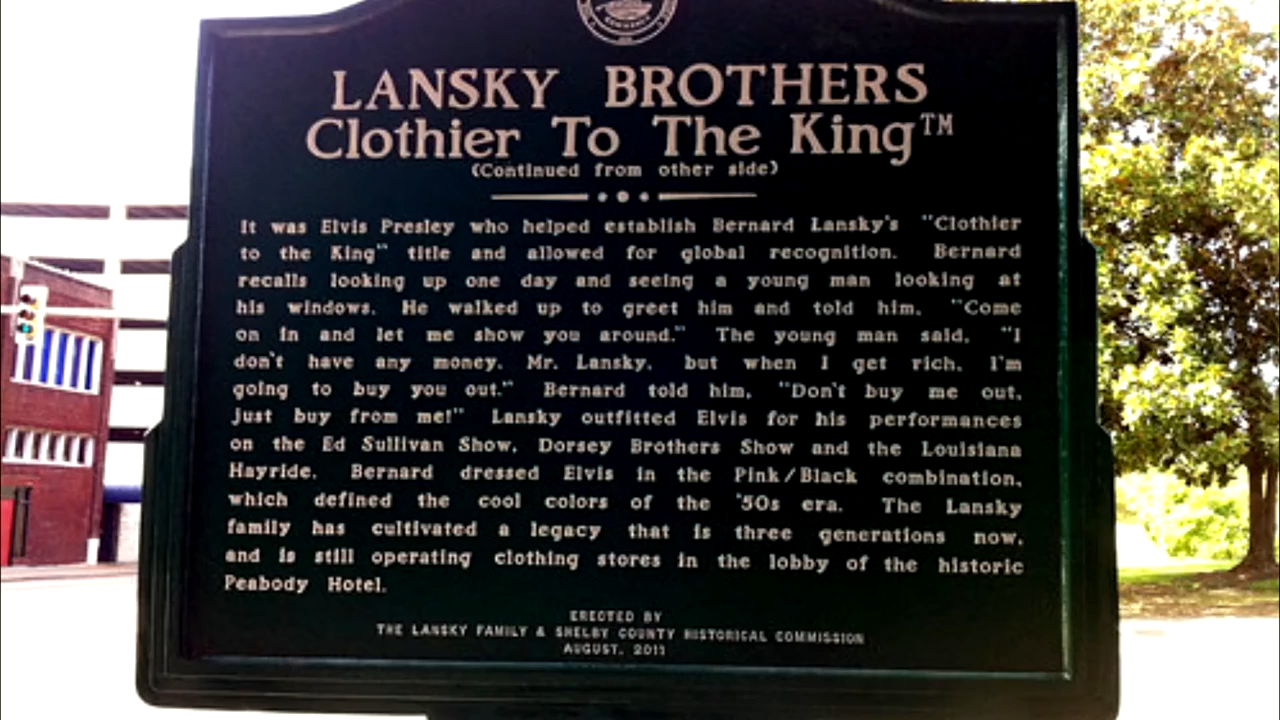 LANSKY BROTHERS
Clothier To The King™
(Continued from other side)
It was Elvis Presley who helped establish Bernard Lansky's "Clothier
to the King" title and allowed for global recognition. Bernard
recalls looking up one day and seeing a young man looking at
his windows. He walked up to greet him and told him, "Come
on in and let me show you around." The young man said, "I
don't have any money, Mr. Lansky, but when I get rich, I'm
going to buy you out." Bernard told him, "Don't buy me out,
just buy from me!" Lansky outfitted Elvis for his performances
on the Ed Sullivan Show, Dorsey Brothers Show and the Louisiana
Hayride. Bernard dressed Elvis in the Pink/Black combination,
which defined the cool colors of the '50s era. The Lansky
family has cultivated a legacy that is three generations now,
and is still operating clothing stores in the lobby of the historic
Peabody Hotel.
ERECTED BY
THE LANSKY FAMILY & SHELBY COUNTY HISTORICAL COMMISSION
AUGUST, 2011